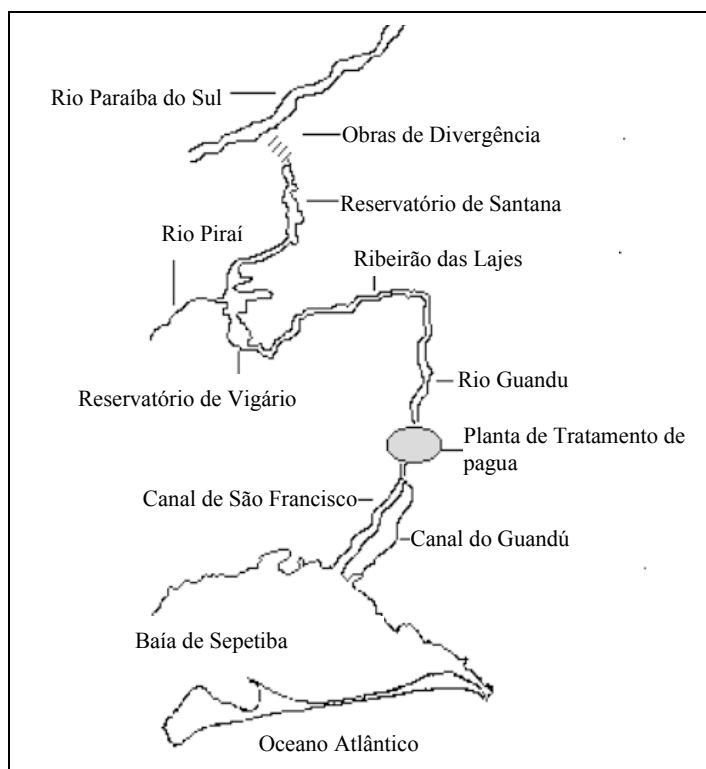 Rio Paraíba do Sul
Obras de Divergência
Reservatório de Santana
Rio Piraí
Ribeirão das Lajes
Reservatório de Vigário
Rio Guandu
Planta de Tratamento de
pagua
Canal de São Francisco
Canal do Guandú
Baía de Sepetiba
Oceano Atlântico